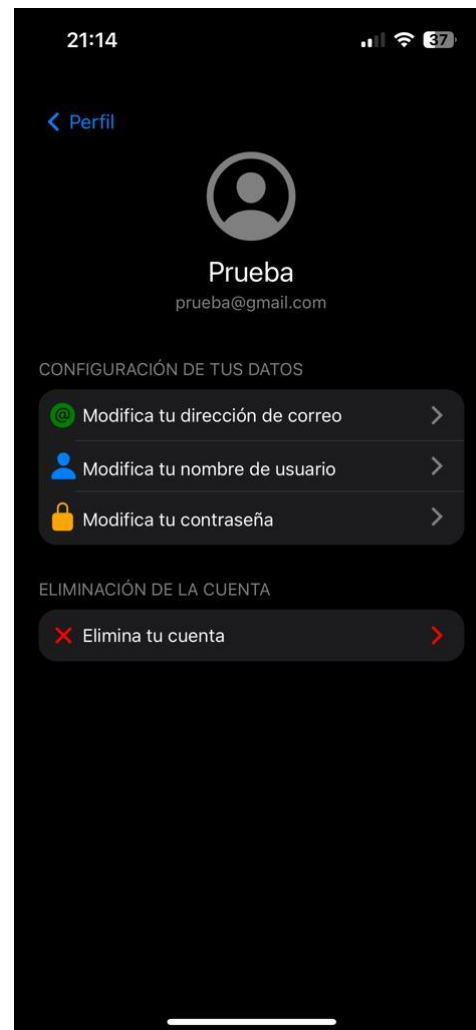 21:14
37
Perfil
Prueba
prueba@gmail.com
CONFIGURACIÓN DE TUS DATOS
@ Modifica tu dirección de correo
Modifica tu nombre de usuario
Modifica tu contraseña
ELIMINACIÓN DE LA CUENTA
Elimina tu cuenta